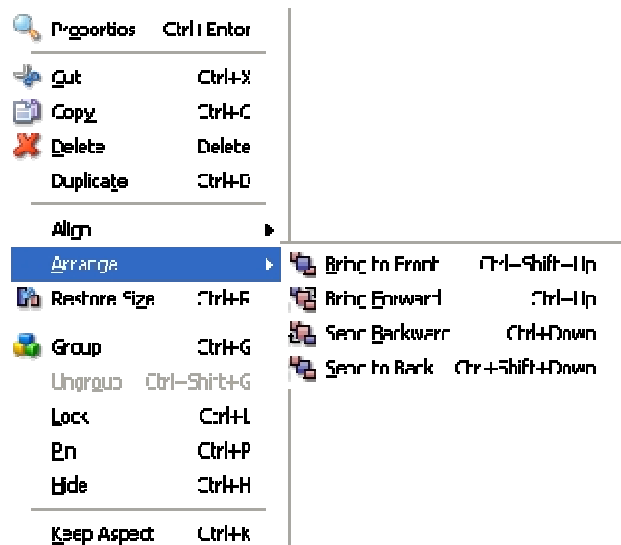 Properties Ctrl+Enter
Cut Ctrl+X
Copy Ctrl+C
Delete Delete
Duplicate Ctrl+D
Align
Arrange
Bring to Front Ctrl+Shift+Up
Bring Forward Ctrl+Up
Send Backward Ctrl+Down
Send to Back Ctrl+Shift+Down
Restore Size Ctrl+R
Group Ctrl+G
Ungroup Ctrl+Shift+G
Lock Ctrl+L
Pin Ctrl+P
Hide Ctrl+H
Keep Aspect Ctrl+K